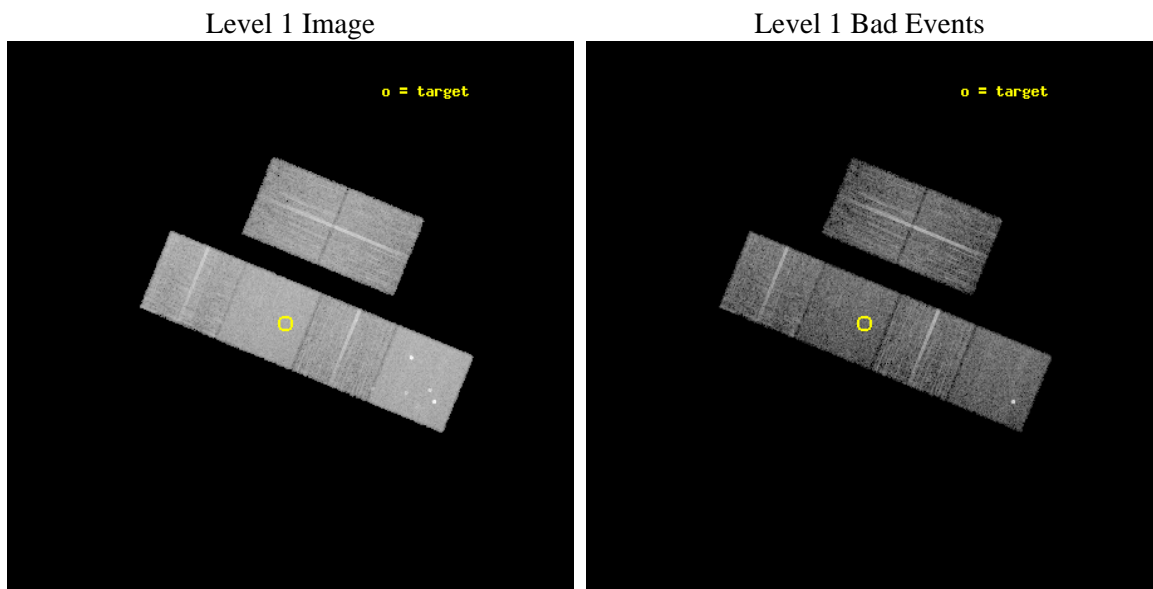 Level 1 Image
Level 1 Bad Events
o = target
o = target